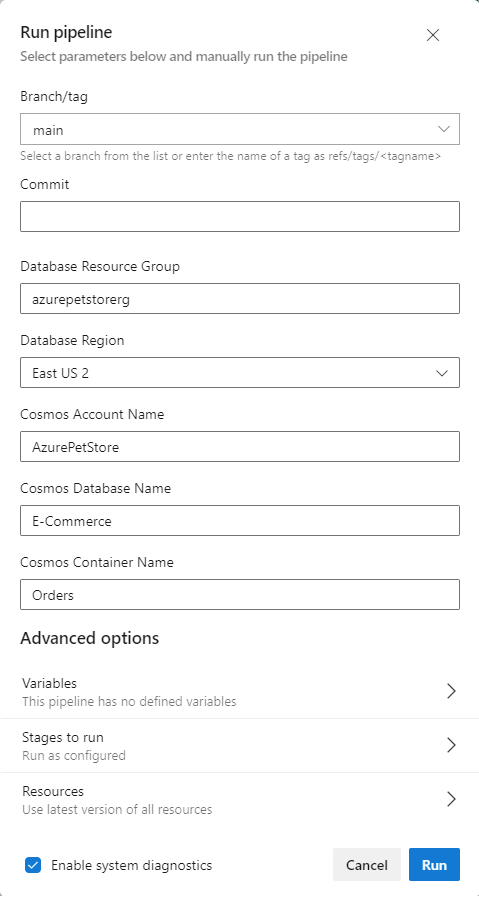 Run pipeline
Select parameters below and manually run the pipeline
Branch/tag
main
Select a branch from the list or enter the name of a tag as refs/tags/<tagname>
Commit
Database Resource Group
azurepetstorerg
Database Region
East US 2
Cosmos Account Name
AzurePetStore
Cosmos Database Name
E-Commerce
Cosmos Container Name
Orders
Advanced options
Variables
This pipeline has no defined variables
Stages to run
Run as configured
Resources
Use latest version of all resources
Enable system diagnostics
Cancel
Run